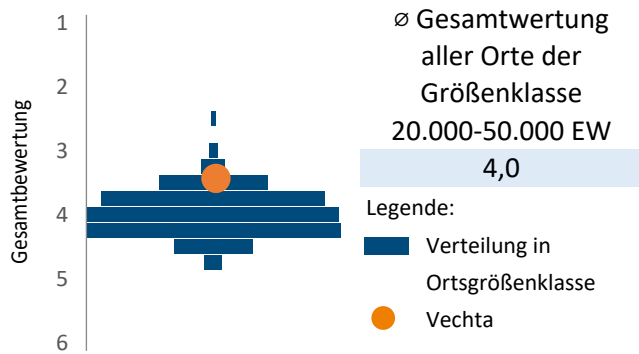 Gesamtbewertung
1
2
3
4
5
6
⌀ Gesamtwertung
aller Orte der
Größenklasse
20.000-50.000 EW
4,0
Legende:
Verteilung in
Ortsgrößenklasse
Vechta